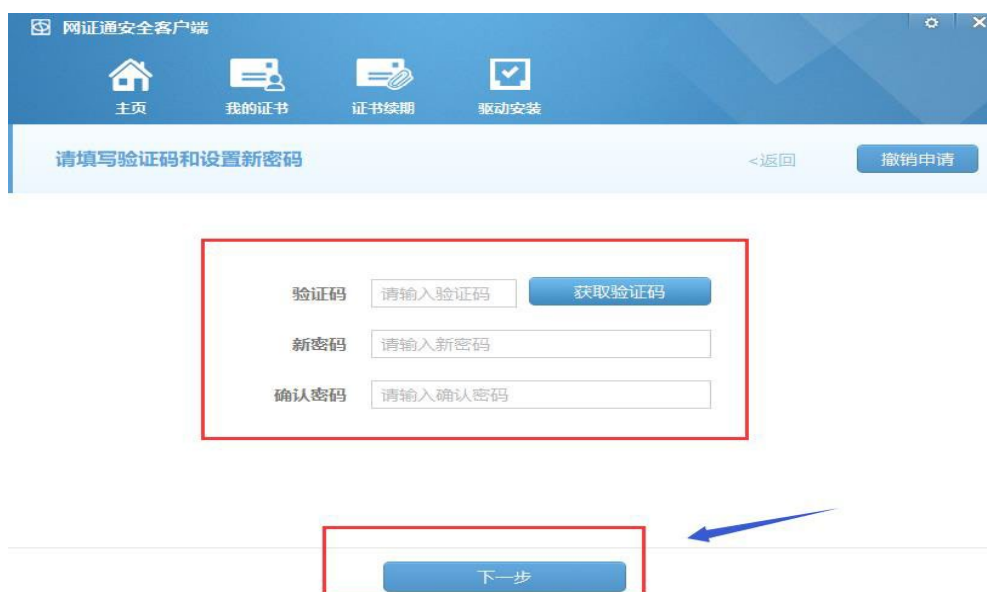 网证通安全客户端
主页 我的证书 证书续期 驱动安装
请填写验证码和设置新密码 <返回 撤销申请
验证码 请输入验证码 获取验证码
新密码 请输入新密码
确认密码 请输入确认密码
下一步